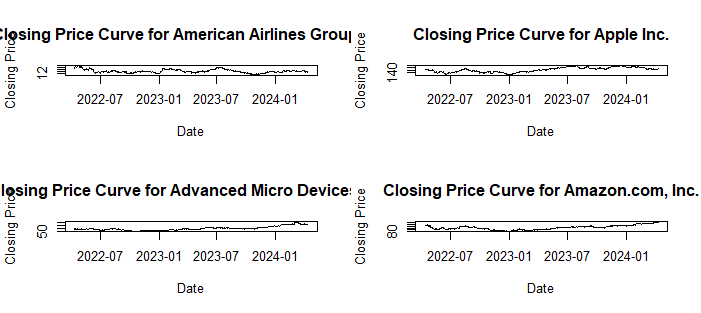 Closing Price Curve for American Airlines Group
Closing Price
12
2022-07 2023-01 2023-07 2024-01
Date
Closing Price Curve for Apple Inc.
Closing Price
140
2022-07 2023-01 2023-07 2024-01
Date
losing Price Curve for Advanced Micro Devices
Closing Price
50
2022-07 2023-01 2023-07 2024-01
Date
Closing Price Curve for Amazon.com, Inc.
Closing Price
80
2022-07 2023-01 2023-07 2024-01
Date